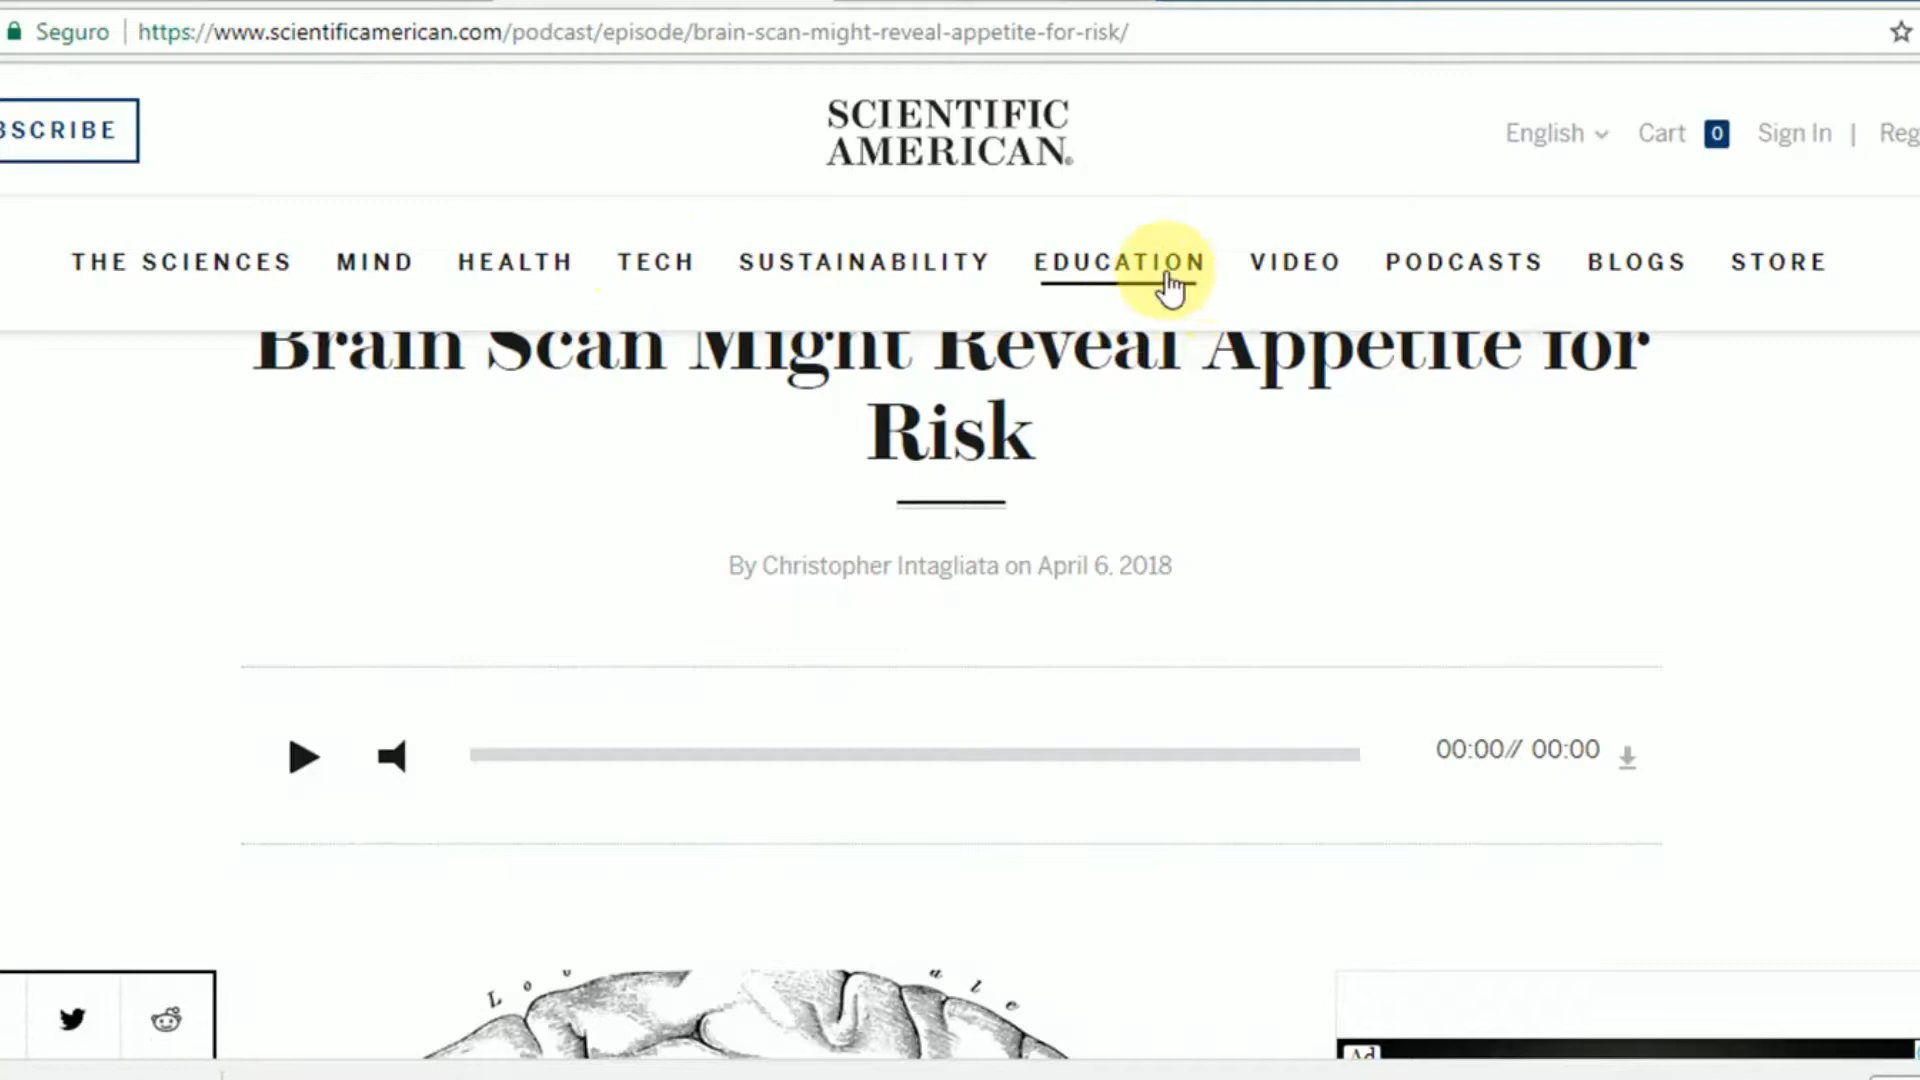 Seguro | https://www.scientificamerican.com/podcast/episode/brain-scan-might-reveal-appetite-for-risk/
BSCRIBE
SCIENTIFIC
AMERICAN®
English Cart 0 Sign In | Reg
THE SCIENCES MIND HEALTH TECH SUSTAINABILITY EDUCATION VIDEO PODCASTS BLOGS STORE
Brain Scan Might Reveal Appetite for
Risk
By Christopher Intagliata on April 6, 2018
00:00// 00:00
L o v
a l e
Ad